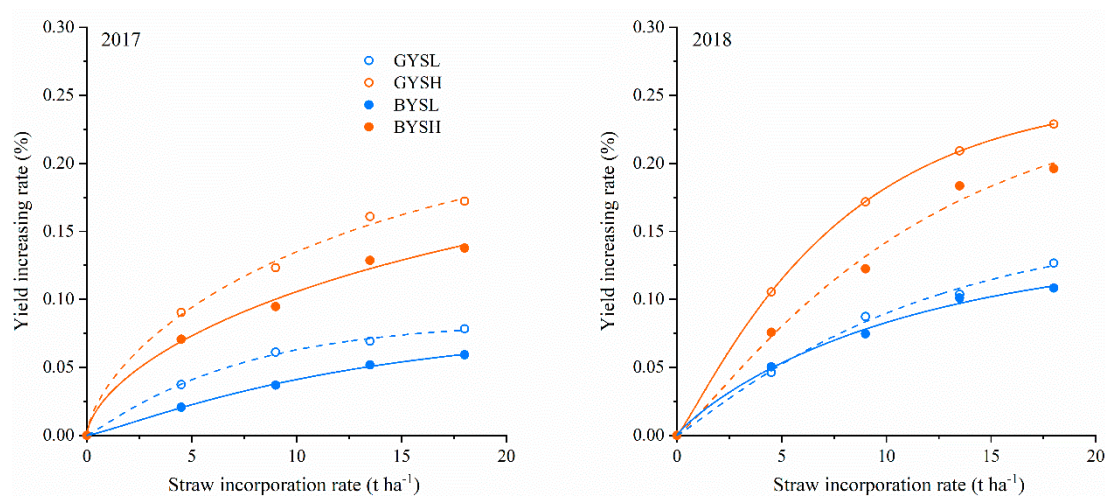 2017
GYSL
GYSH
BYSL
BYSH
Yield increasing rate (%)
0.30
0.25
0.20
0.15
0.10
0.05
0.00
0 5 10 15 20
Straw incorporation rate (t ha⁻¹)
2018
Yield increasing rate (%)
0.30
0.25
0.20
0.15
0.10
0.05
0.00
0 5 10 15 20
Straw incorporation rate (t ha⁻¹)